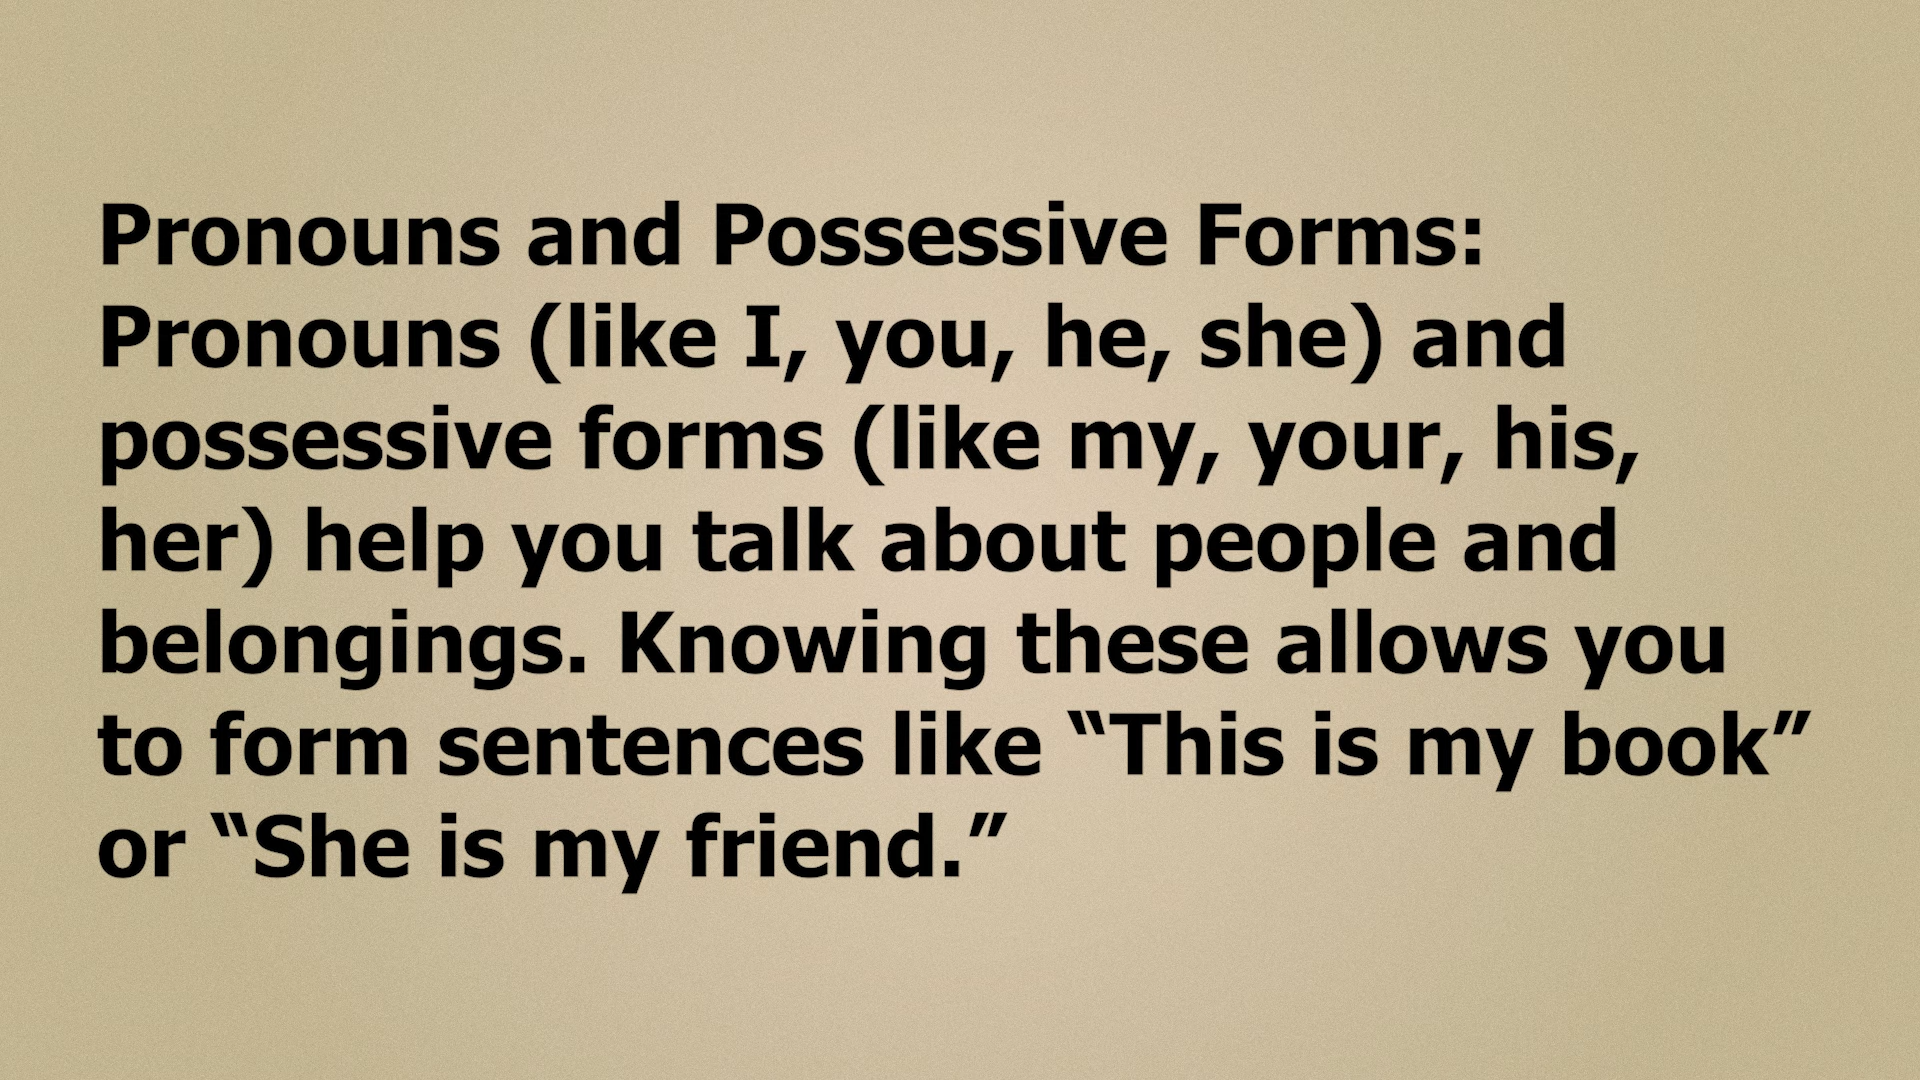 Pronouns and Possessive Forms:
Pronouns (like I, you, he, she) and
possessive forms (like my, your, his,
her) help you talk about people and
belongings. Knowing these allows you
to form sentences like “This is my book”
or “She is my friend.”